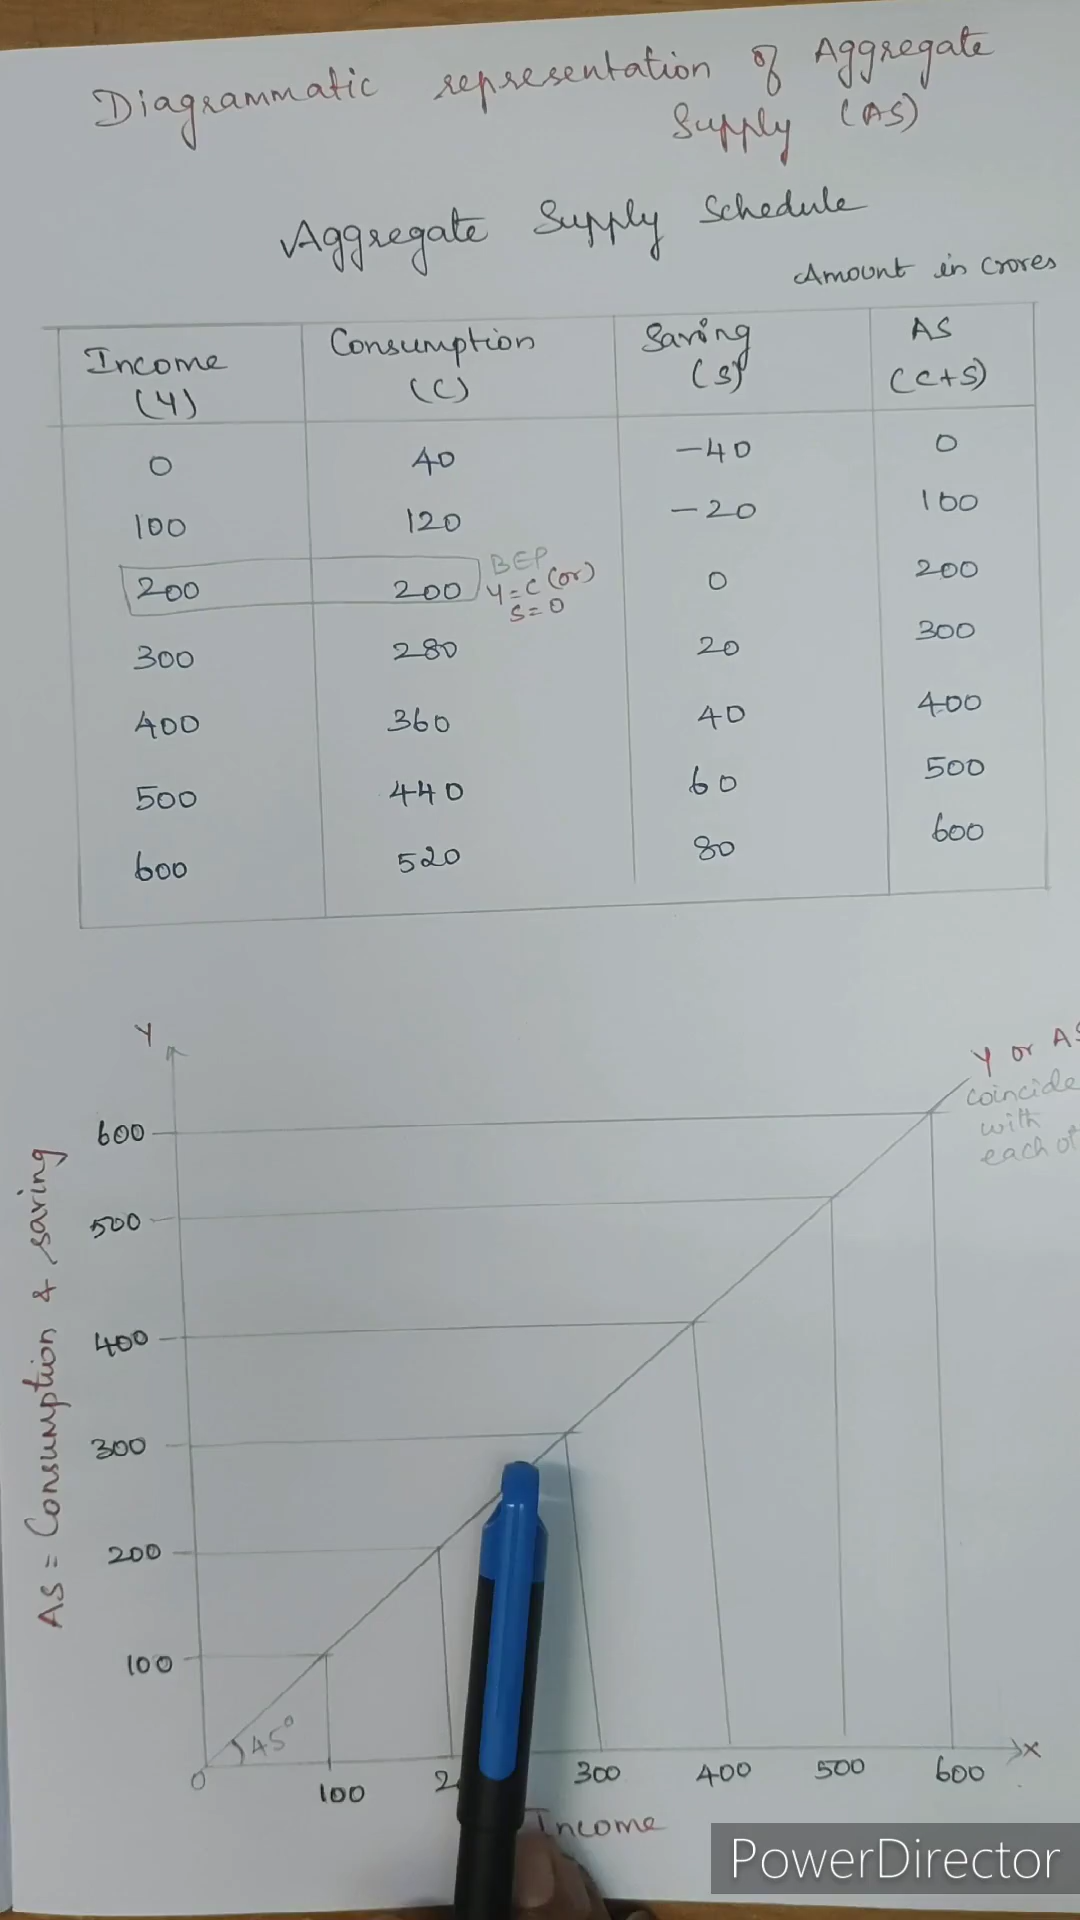 Diagrammatic representation of Aggregate
Supply (AS)
Aggregate Supply Schedule
Amount in Crores
Income (Y) Consumption (C) Saving (S) AS (C+S)
0 40 -40 0
100 120 -20 100
200 200 BEP Y=C (or) S=0 0 200
300 280 20 300
400 360 40 400
500 440 60 500
600 520 80 600
Y
Y or AS
coincide
with
each
600
500
400
300
200
100
AS = Consumption & saving
45°
0 100 300 400 500 600 X
Income
PowerDirector